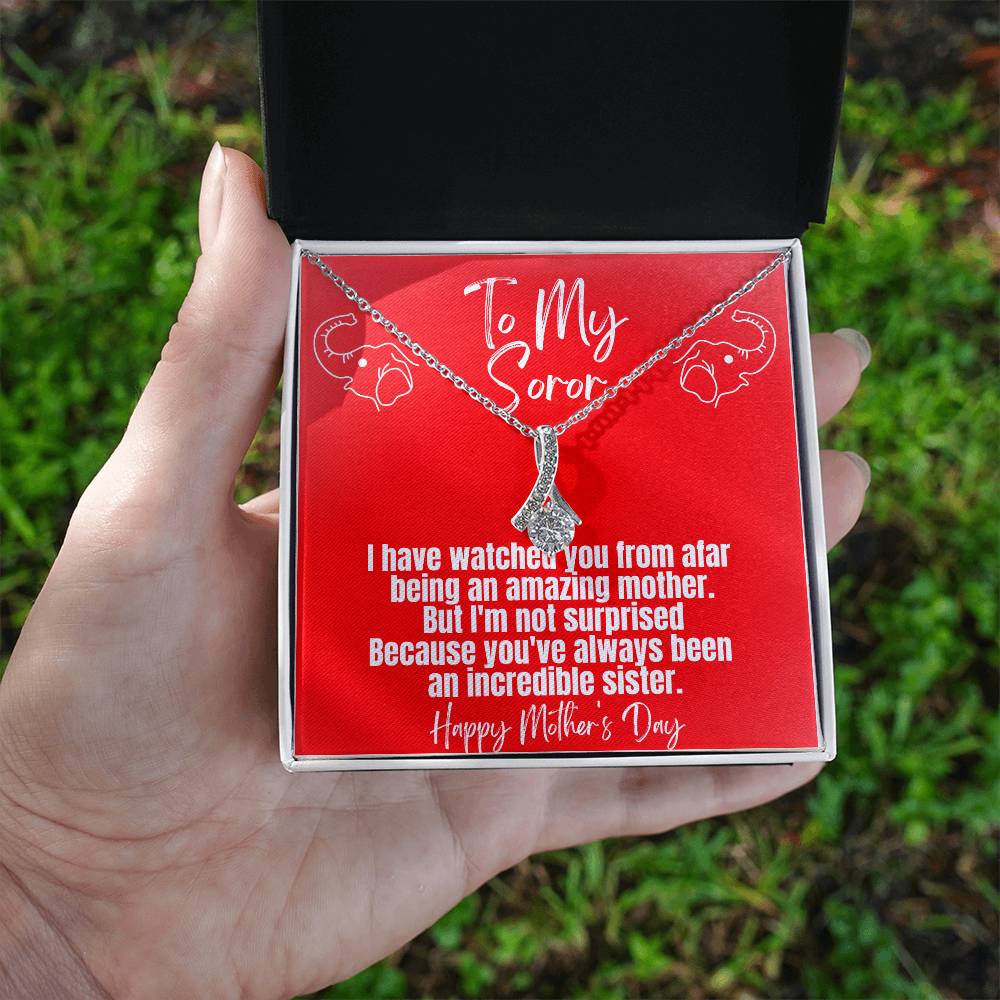 To My
Soror
I have watched you from afar
being an amazing mother.
But I'm not surprised
Because you've always been
an incredible sister.
Happy Mother's Day